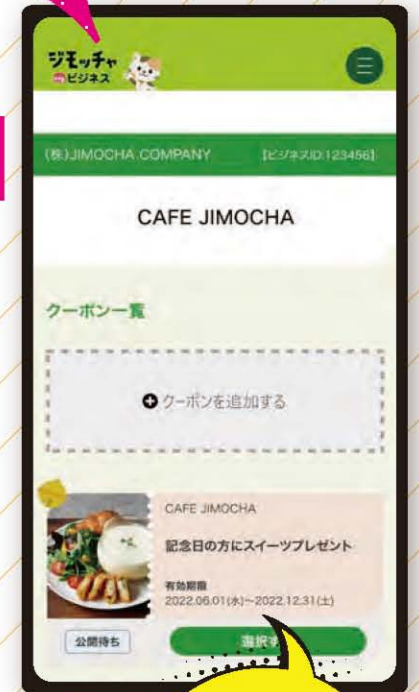 ジモッチャ
ビジネス
(株)JIMOCHA COMPANY 【ビジネスID:123456】
CAFE JIMOCHA
クーポン一覧
クーポンを追加する
CAFE JIMOCHA
記念日の方にスイーツプレゼント
有効期限
2022.06.01(水)~2022.12.31(土)
公開待ち
選択す